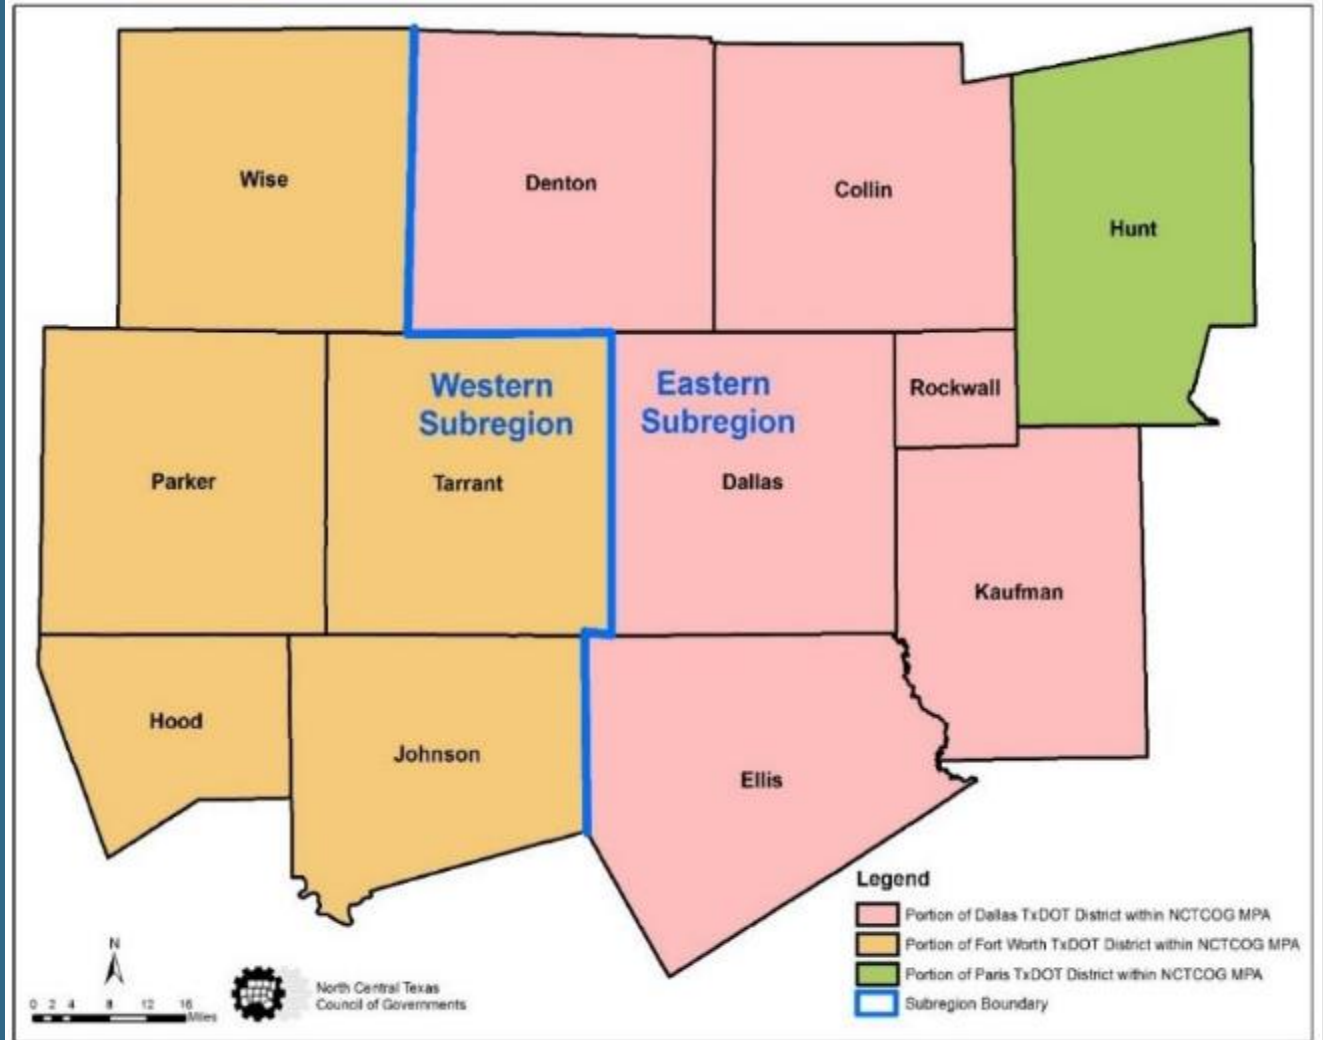 Wise
Denton
Collin
Hunt
Western
Subregion
Eastern
Subregion
Rockwall
Parker
Tarrant
Dallas
Kaufman
Hood
Johnson
Ellis
Legend
Portion of Dallas TxDOT District within NCTCOG MPA
Portion of Fort Worth TxDOT District within NCTCOG MPA
Portion of Paris TxDOT District within NCTCOG MPA
Subregion Boundary
N
0 2 4 8 12 16
Miles
North Central Texas
Council of Governments